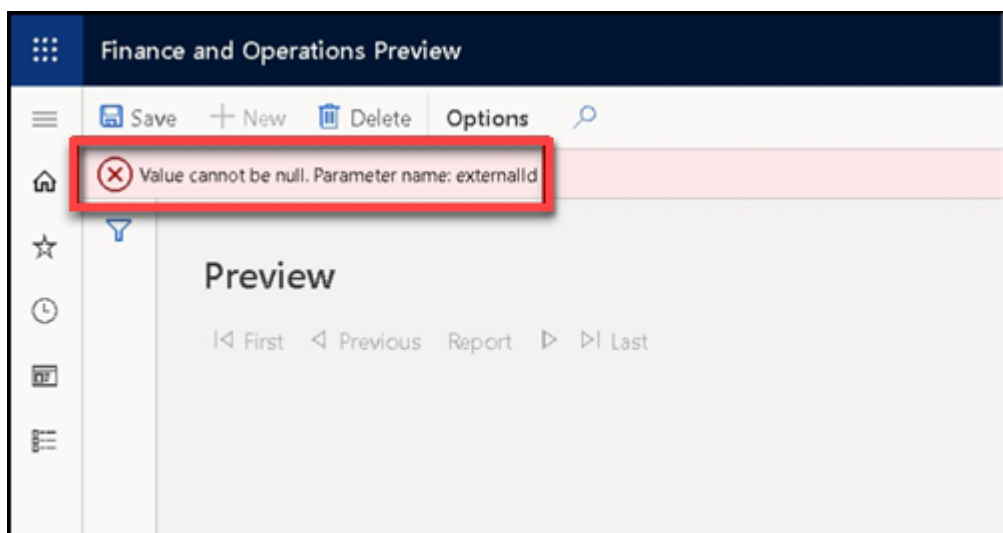 Finance and Operations Preview
Save New Delete Options
Value cannot be null. Parameter name: externalId
Preview
First Previous Report Last